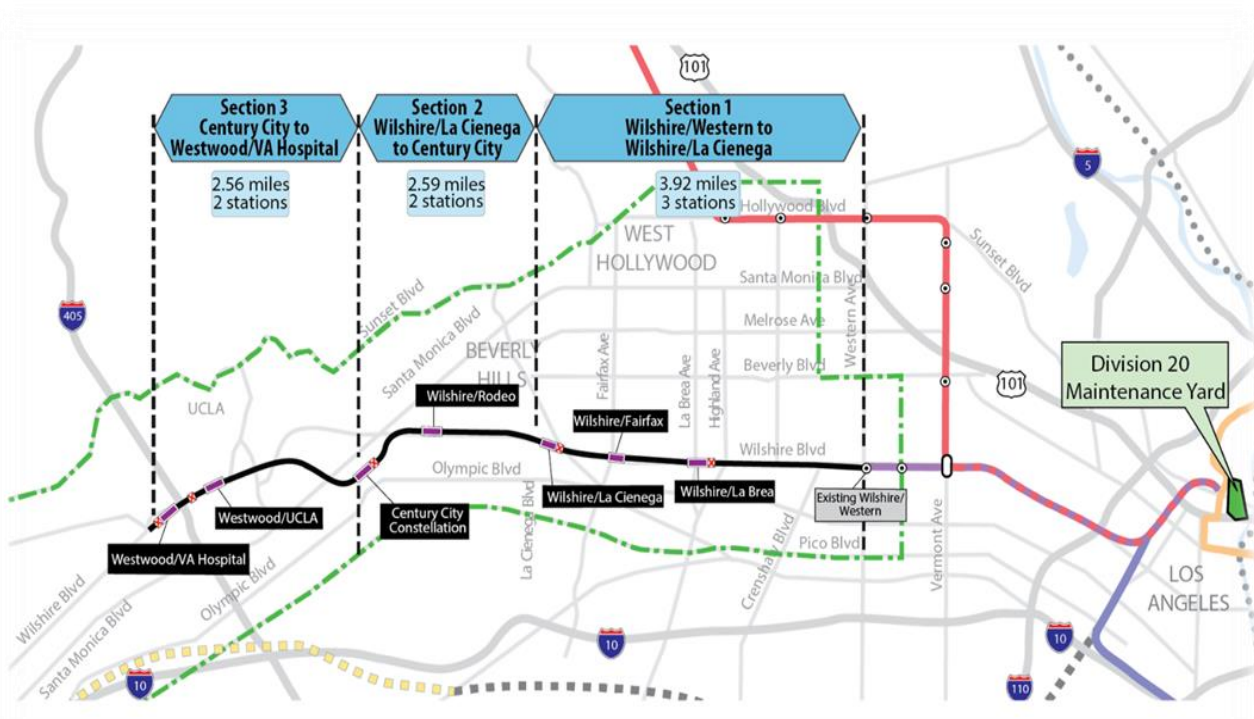 101
Section 3
Century City to
Westwood/VA Hospital
2.56 miles
2 stations
Section 2
Wilshire/La Cienega
to Century City
2.59 miles
2 stations
Section 1
Wilshire/Western to
Wilshire/La Cienega
3.92 miles
3 stations
5
Hollywood Blvd
WEST
HOLLYWOOD
Sunset Blvd
Santa Monica Blvd
Western Ave
405
Sunset Blvd
Santa Monica Blvd
Melrose Ave
BEVERLY
HILLS
Fairfax Ave
La Brea Ave
Highland Ave
Beverly Blvd
101
Division 20
Maintenance Yard
UCLA
Wilshire/Rodeo
Wilshire/Fairfax
Wilshire Blvd
Olympic Blvd
Wilshire/La Cienega
Wilshire/La Brea
Existing Wilshire/
Western
Westwood/UCLA
Century City
Constellation
La Cienega Blvd
Crenshaw Blvd
Pico Blvd
Vermont Ave
Westwood/VA Hospital
LOS
ANGELES
Wilshire Blvd
Santa Monica Blvd
Olympic Blvd
10
10
10
110